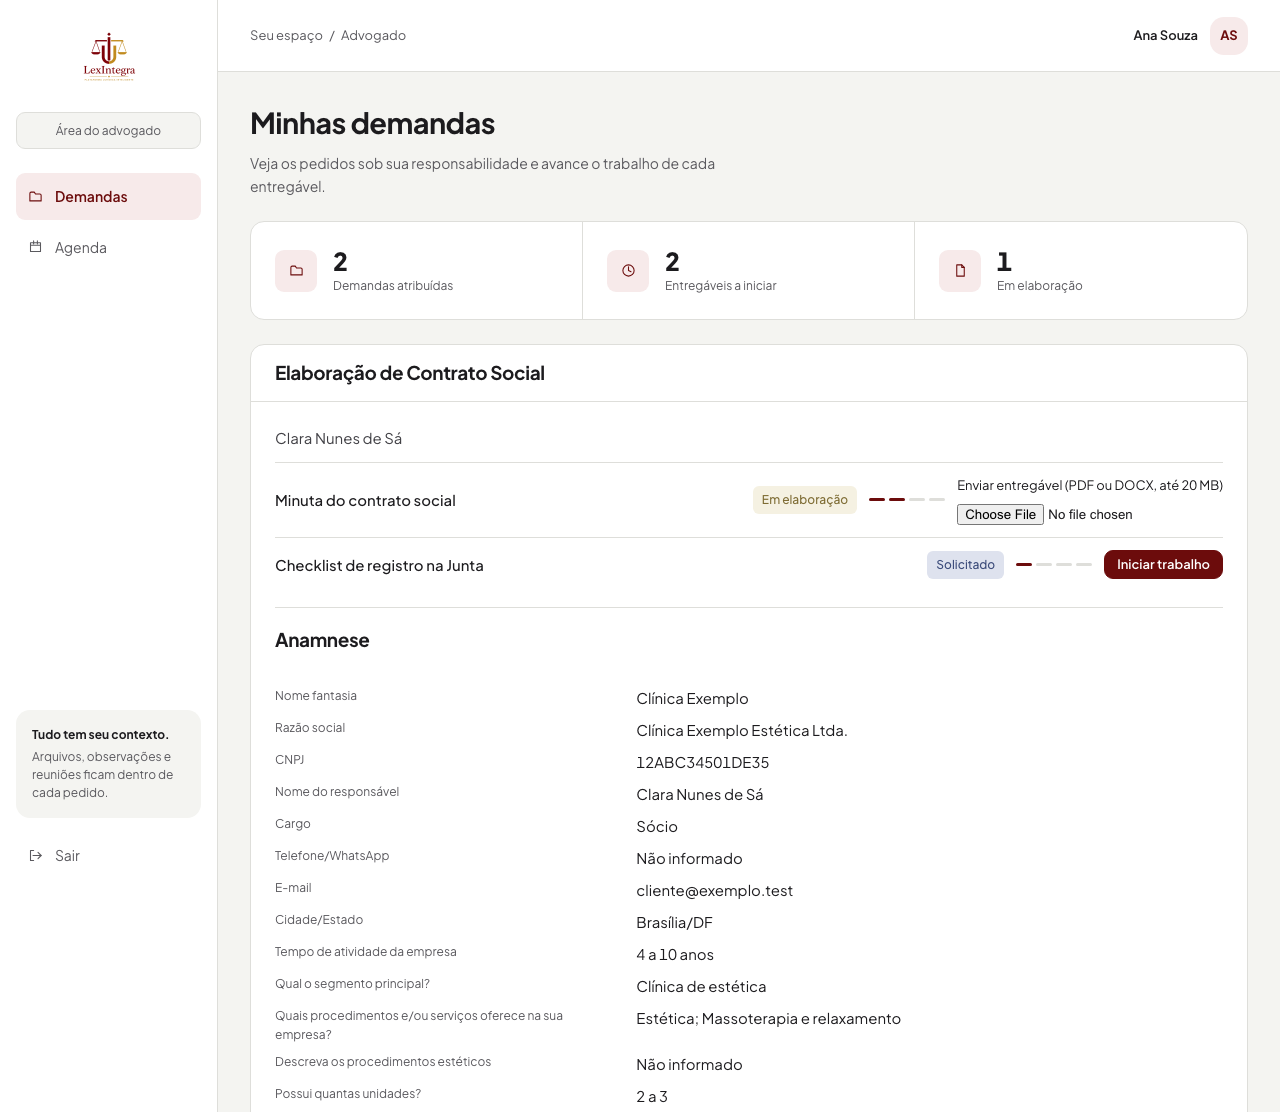 LexIntegra
Área do advogado
Demandas
Agenda
Tudo tem seu contexto.
Arquivos, observações e
reuniões ficam dentro de
cada pedido.
Sair
Seu espaço / Advogado
Ana Souza
AS
Minhas demandas
Veja os pedidos sob sua responsabilidade e avance o trabalho de cada
entregável.
2
Demandas atribuídas
2
Entregáveis a iniciar
1
Em elaboração
Elaboração de Contrato Social
Clara Nunes de Sá
Minuta do contrato social
Em elaboração
Enviar entregável (PDF ou DOCX, até 20 MB)
Choose File No file chosen
Checklist de registro na Junta
Solicitado
Iniciar trabalho
Anamnese
Nome fantasia
Clínica Exemplo
Razão social
Clínica Exemplo Estética Ltda.
CNPJ
12ABC34501DE35
Nome do responsável
Clara Nunes de Sá
Cargo
Sócio
Telefone/WhatsApp
Não informado
E-mail
cliente@exemplo.test
Cidade/Estado
Brasília/DF
Tempo de atividade da empresa
4 a 10 anos
Qual o segmento principal?
Clínica de estética
Quais procedimentos e/ou serviços oferece na sua
empresa?
Estética; Massoterapia e relaxamento
Descreva os procedimentos estéticos
Não informado
Possui quantas unidades?
2 a 3